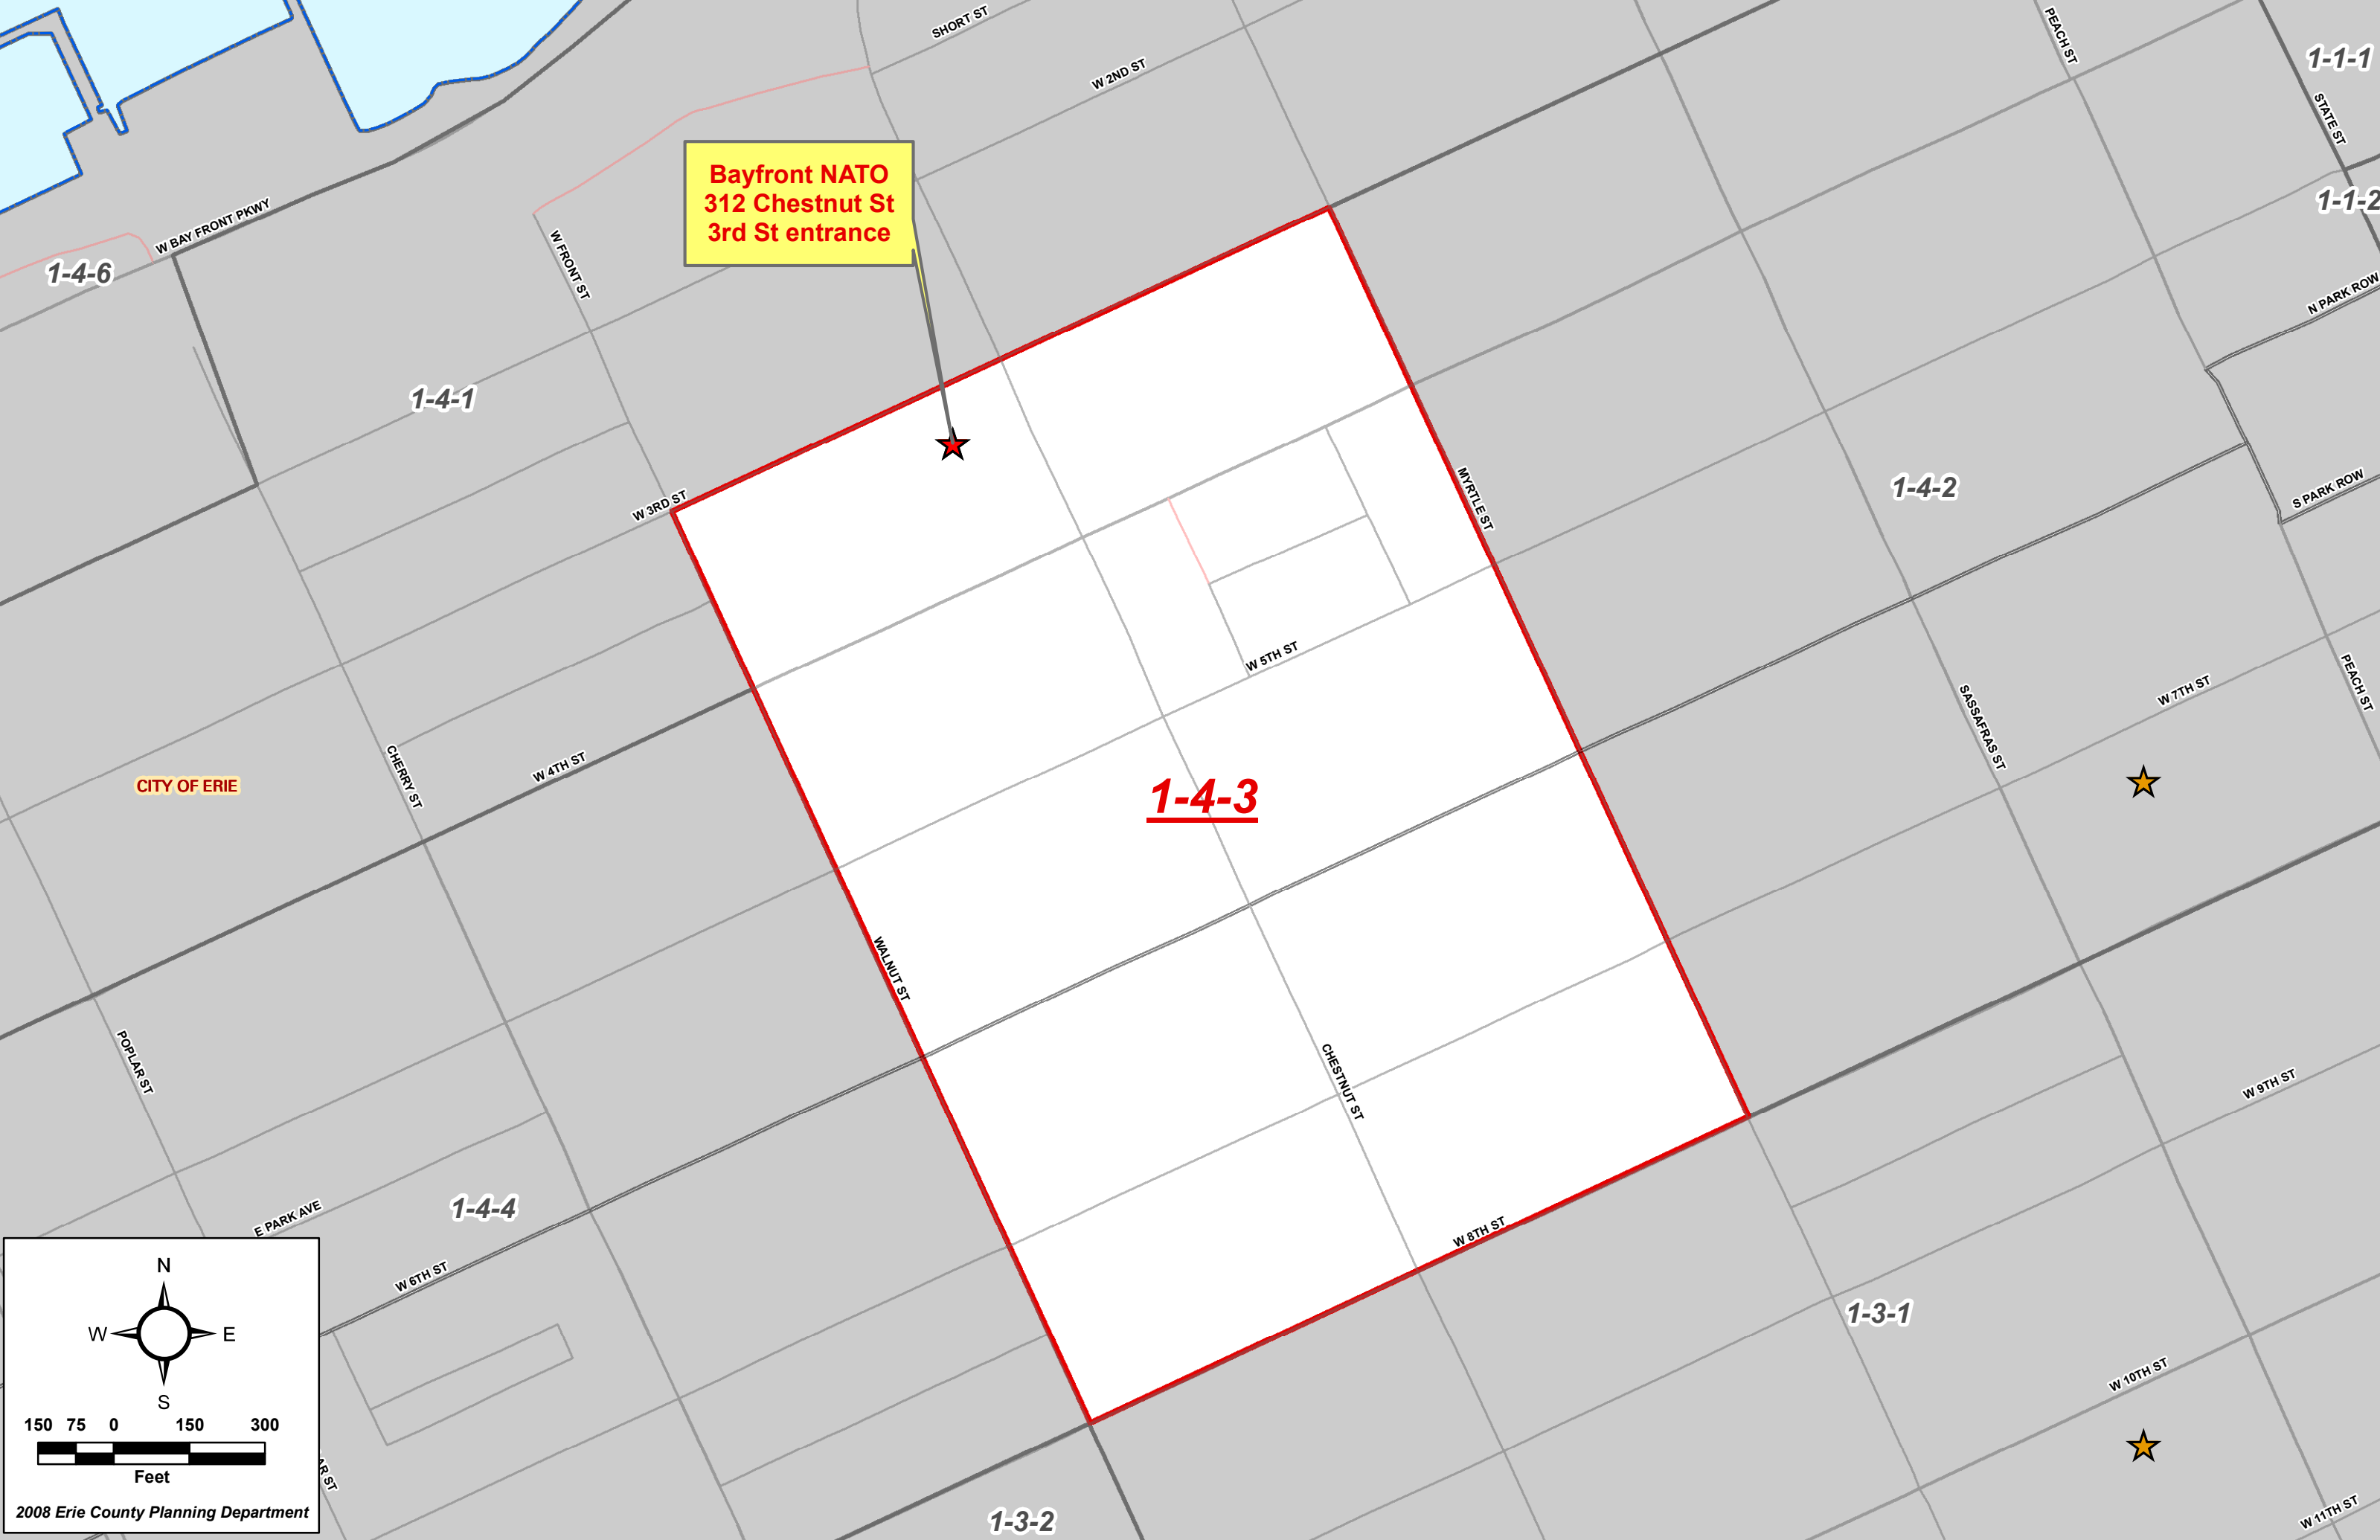 SHORT ST
PEACH ST
1-1-1
W 2ND ST
STATE ST
Bayfront NATO
312 Chestnut St
3rd St entrance
1-1-2
W BAY FRONT PKWY
W FRONT ST
1-4-6
N PARK ROW
1-4-1
1-4-2
S PARK ROW
W 3RD ST
MYRTLE ST
W 5TH ST
W 7TH ST
PEACH ST
SASSAFRAS ST
CITY OF ERIE
CHERRY ST
W 4TH ST
1-4-3
WALNUT ST
POPLAR ST
CHESTNUT ST
W 9TH ST
E PARK AVE
1-4-4
W 8TH ST
W 6TH ST
1-3-1
W 10TH ST
N
W E
S
150 75 0 150 300
Feet
AR ST
2008 Erie County Planning Department
1-3-2
W 11TH ST